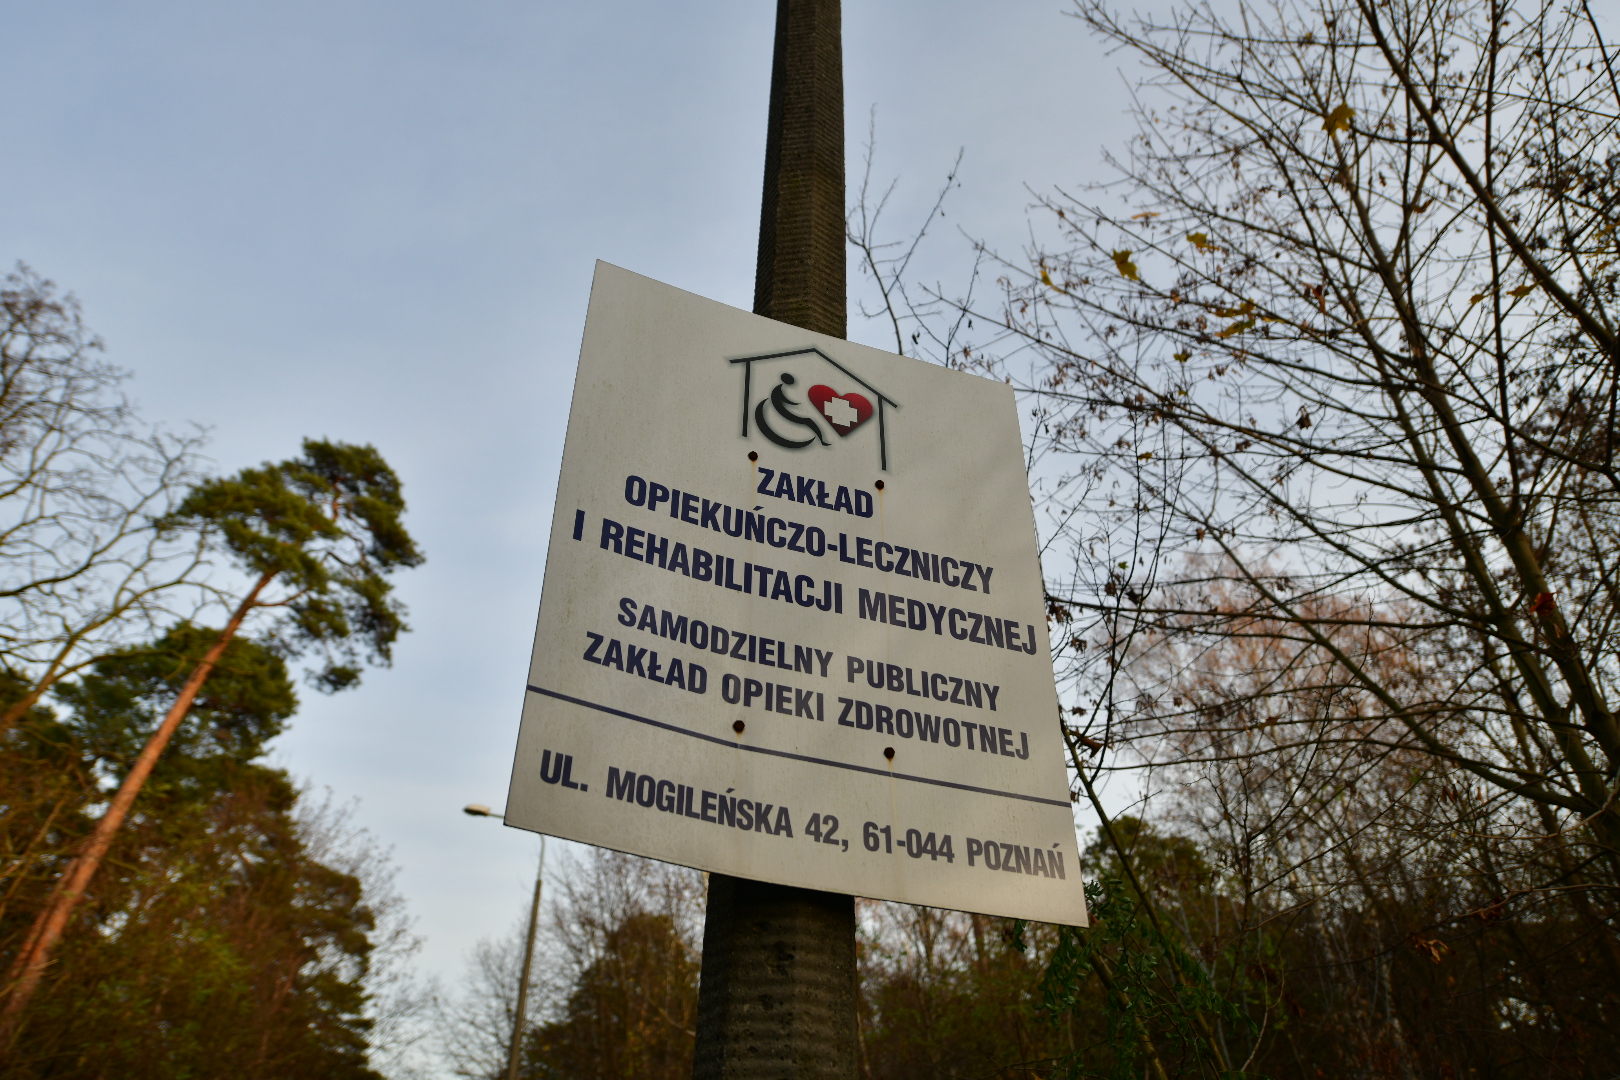 ZAKŁAD
OPIEKUŃCZO-LECZNICZY
I REHABILITACJI MEDYCZNEJ
SAMODZIELNY PUBLICZNY
ZAKŁAD OPIEKI ZDROWOTNEJ
UL. MOGILEŃSKA 42, 61-044 POZNAŃ